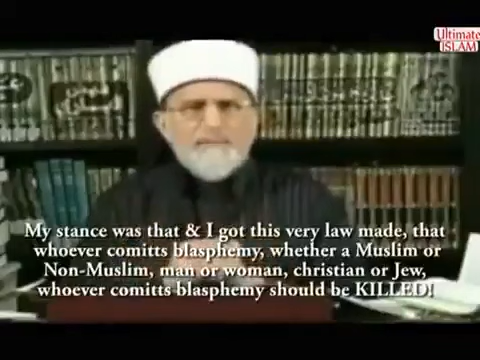 Ultimate
ISLAM
My stance was that & I got this very law made, that
whoever comitts blasphemy, whether a Muslim or
Non-Muslim, man or woman, christian or Jew,
whoever comitts blasphemy should be KILLED!